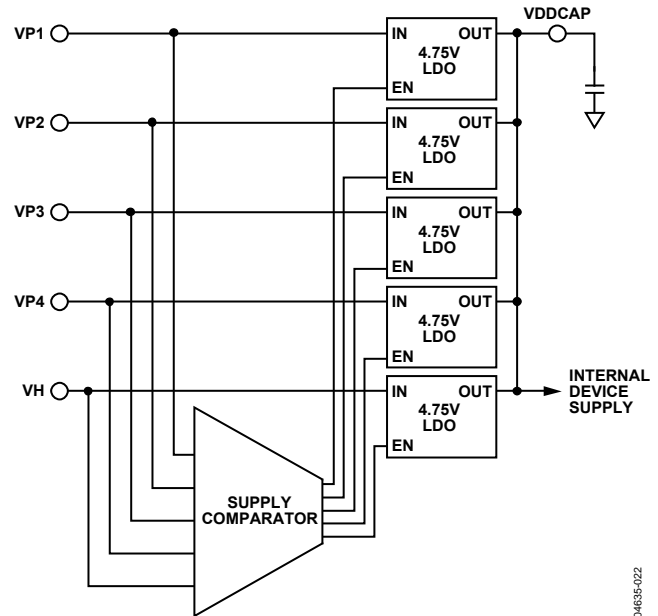 VP1
IN OUT
4.75V
LDO
EN
VDDCAP
VP2
IN OUT
4.75V
LDO
EN
VP3
IN OUT
4.75V
LDO
EN
VP4
IN OUT
4.75V
LDO
EN
VH
IN OUT
4.75V
LDO
EN
INTERNAL
DEVICE
SUPPLY
SUPPLY
COMPARATOR
04635-022